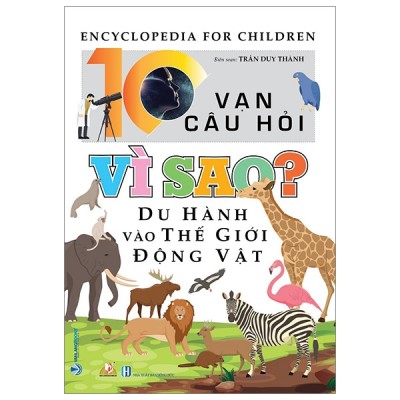 ENCYCLOPEDIA FOR CHILDREN
Biên soạn: TRẦN DUY THÀNH
10
VẠN
CÂU HỎI
VÌ SAO?
DU HÀNH
VÀO THẾ GIỚI
ĐỘNG VẬT